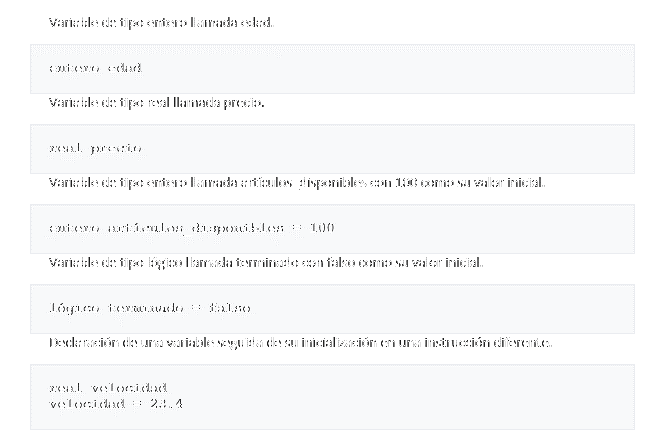 Variable de tipo entero llamada edad.
entero edad
Variable de tipo real llamada precio.
real precio
Variable de tipo entero llamada artículos_disponibles con 100 como su valor inicial.
entero artículos_disponibles := 100
Variable de tipo lógico llamada terminado con falso como su valor inicial.
lógico terminado := falso
Declaración de una variable seguida de su inicialización en una instrucción diferente.
real velocidad
velocidad := 23.4